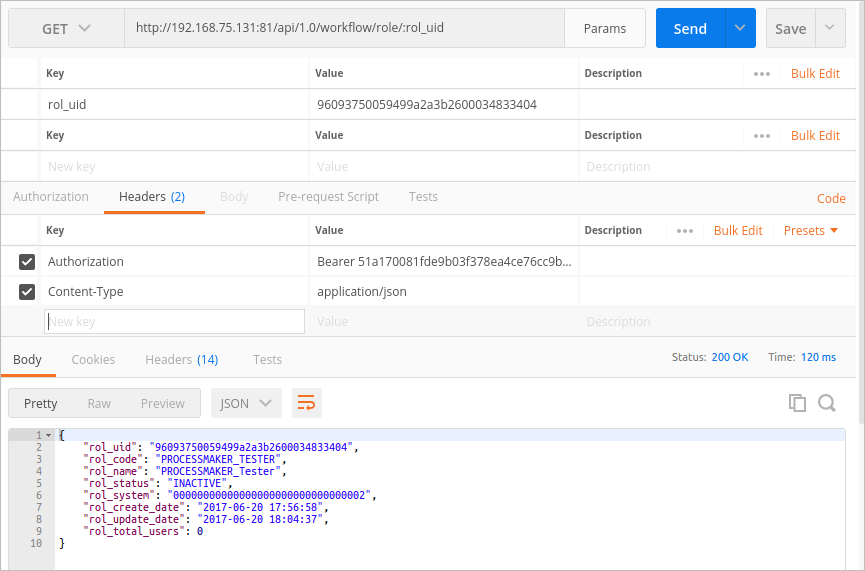 GET http://192.168.75.131:81/api/1.0/workflow/role/:rol_uid Params Send Save
Key Value Description ••• Bulk Edit
rol_uid 96093750059499a2a3b2600034833404
Key Value Description ••• Bulk Edit
New key Value Description
Authorization Headers (2) Body Pre-request Script Tests Code
Key Value Description ••• Bulk Edit Presets
Authorization Bearer 51a170081fde9b03f378ea4ce76cc9b...
Content-Type application/json
New key Value Description
Body Cookies Headers (14) Tests Status: 200 OK Time: 120 ms
Pretty Raw Preview JSON
1 {
2 "rol_uid": "96093750059499a2a3b2600034833404",
3 "rol_code": "PROCESSMAKER_TESTER",
4 "rol_name": "PROCESSMAKER_Tester",
5 "rol_status": "INACTIVE",
6 "rol_system": "00000000000000000000000000000002",
7 "rol_create_date": "2017-06-20 17:56:58",
8 "rol_update_date": "2017-06-20 18:04:37",
9 "rol_total_users": 0
10 }